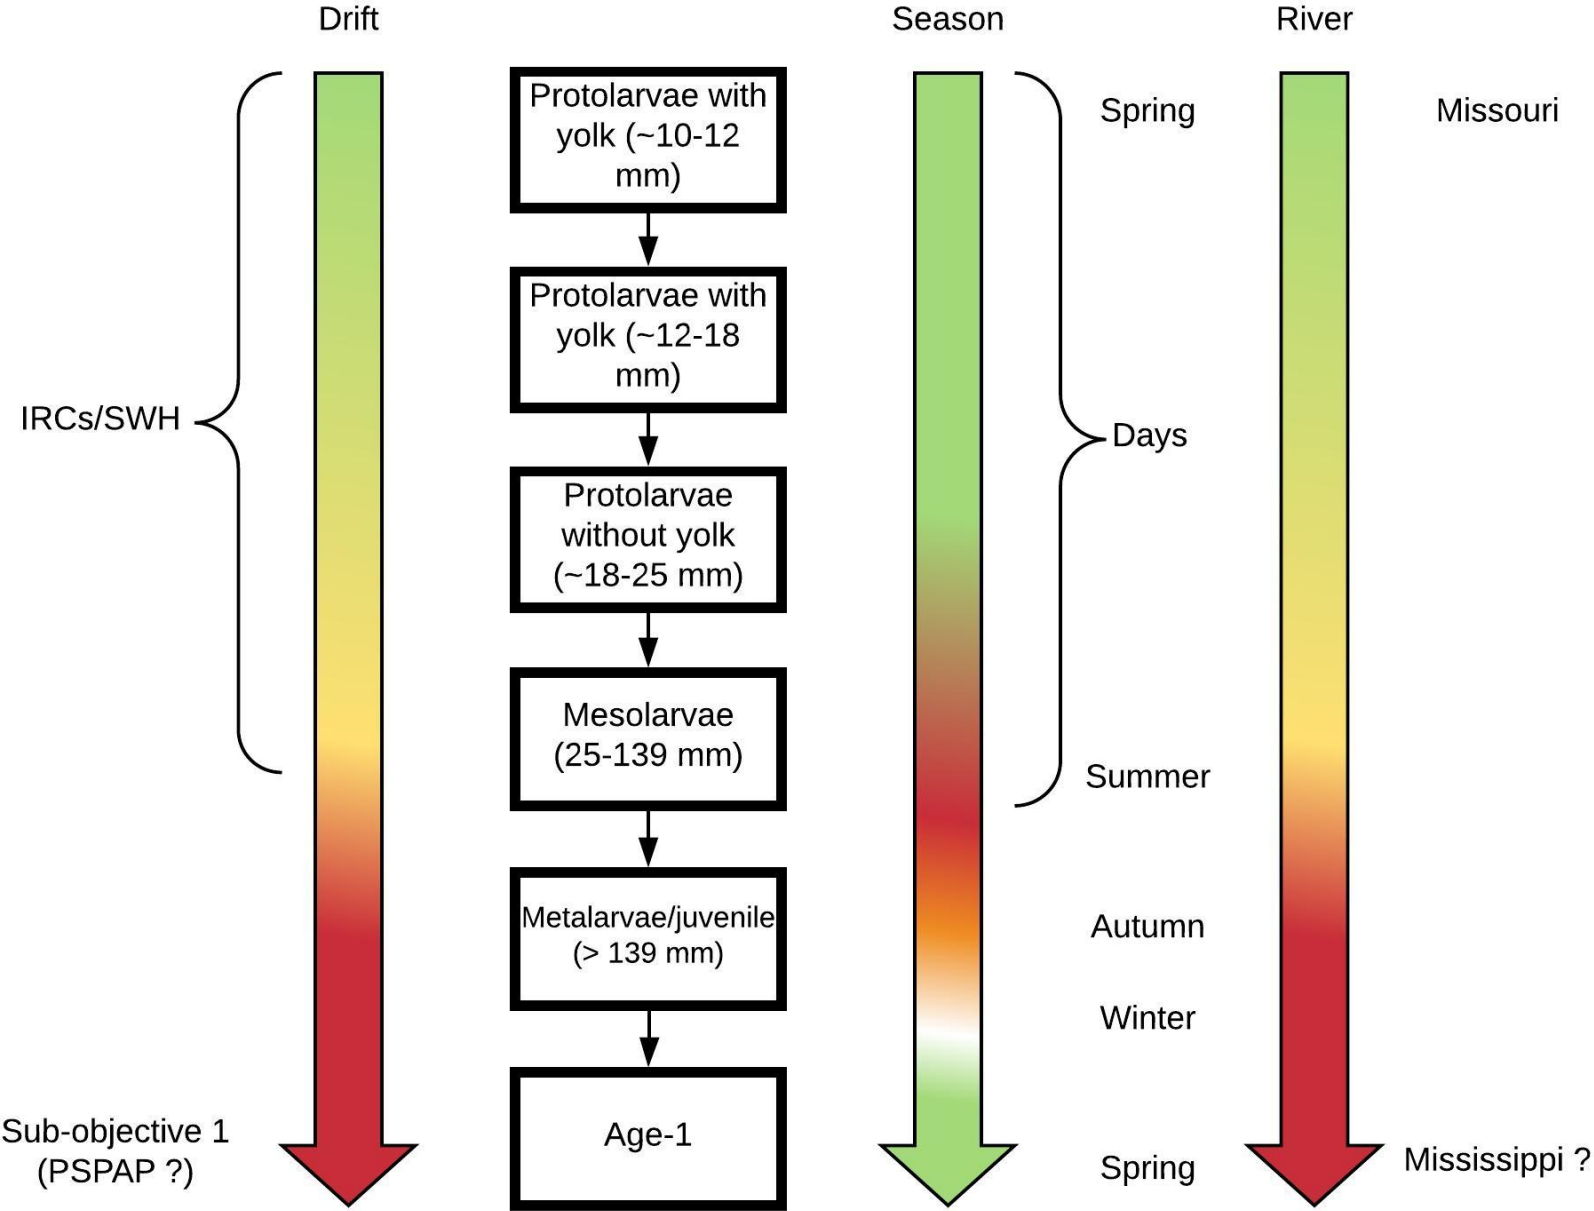 Drift
Season
River
Protolarvae with
yolk (~10-12
mm)
Spring
Missouri
Protolarvae with
yolk (~12-18
mm)
IRCs/SWH
Days
Protolarvae
without yolk
(~18-25 mm)
Mesolarvae
(25-139 mm)
Summer
Metalarvae/juvenile
(> 139 mm)
Autumn
Winter
Sub-objective 1
(PSPAP ?)
Age-1
Spring
Mississippi ?